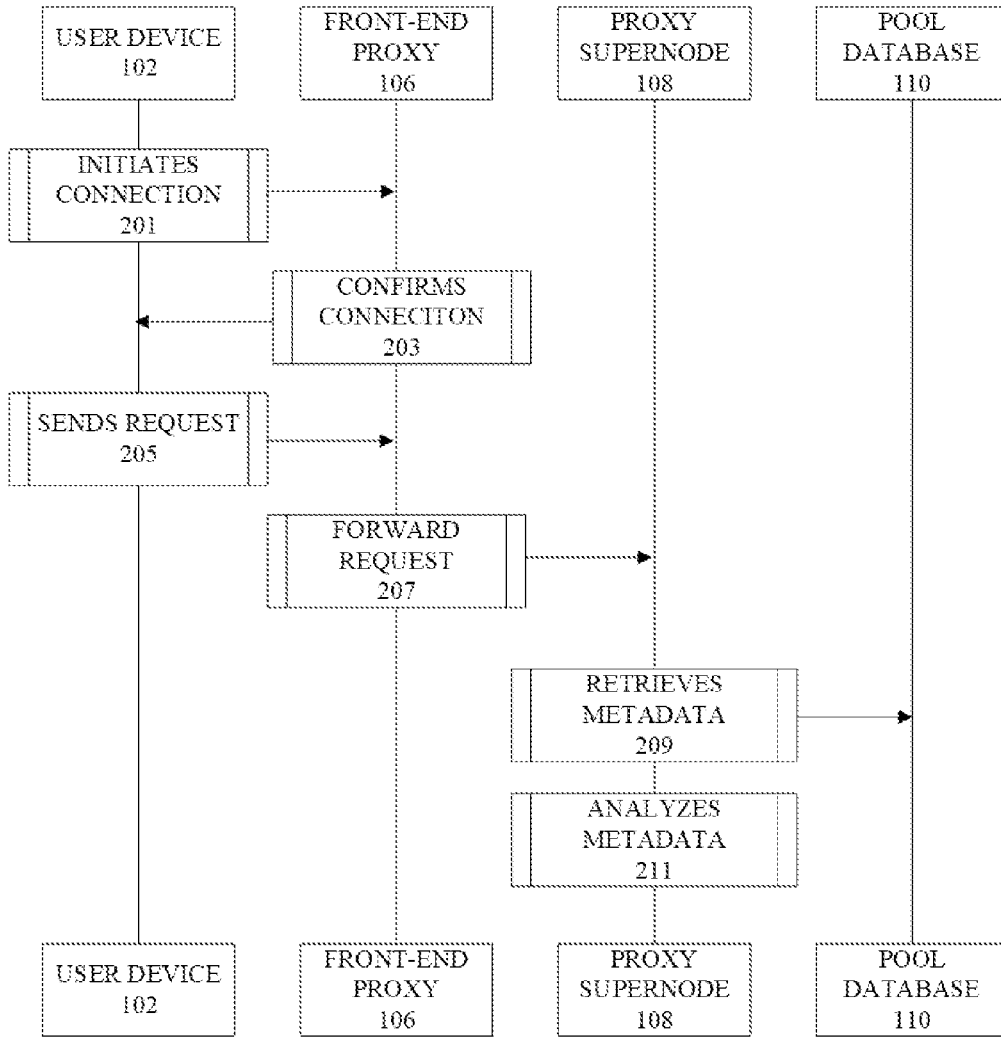 USER DEVICE
102
FRONT-END
PROXY
106
PROXY
SUPERNODE
108
POOL
DATABASE
110
INITIATES
CONNECTION
201
CONFIRMS
CONNECITON
203
SENDS REQUEST
205
FORWARD
REQUEST
207
RETRIEVES
METADATA
209
ANALYZES
METADATA
211
USER DEVICE
102
FRONT-END
PROXY
106
PROXY
SUPERNODE
108
POOL
DATABASE
110